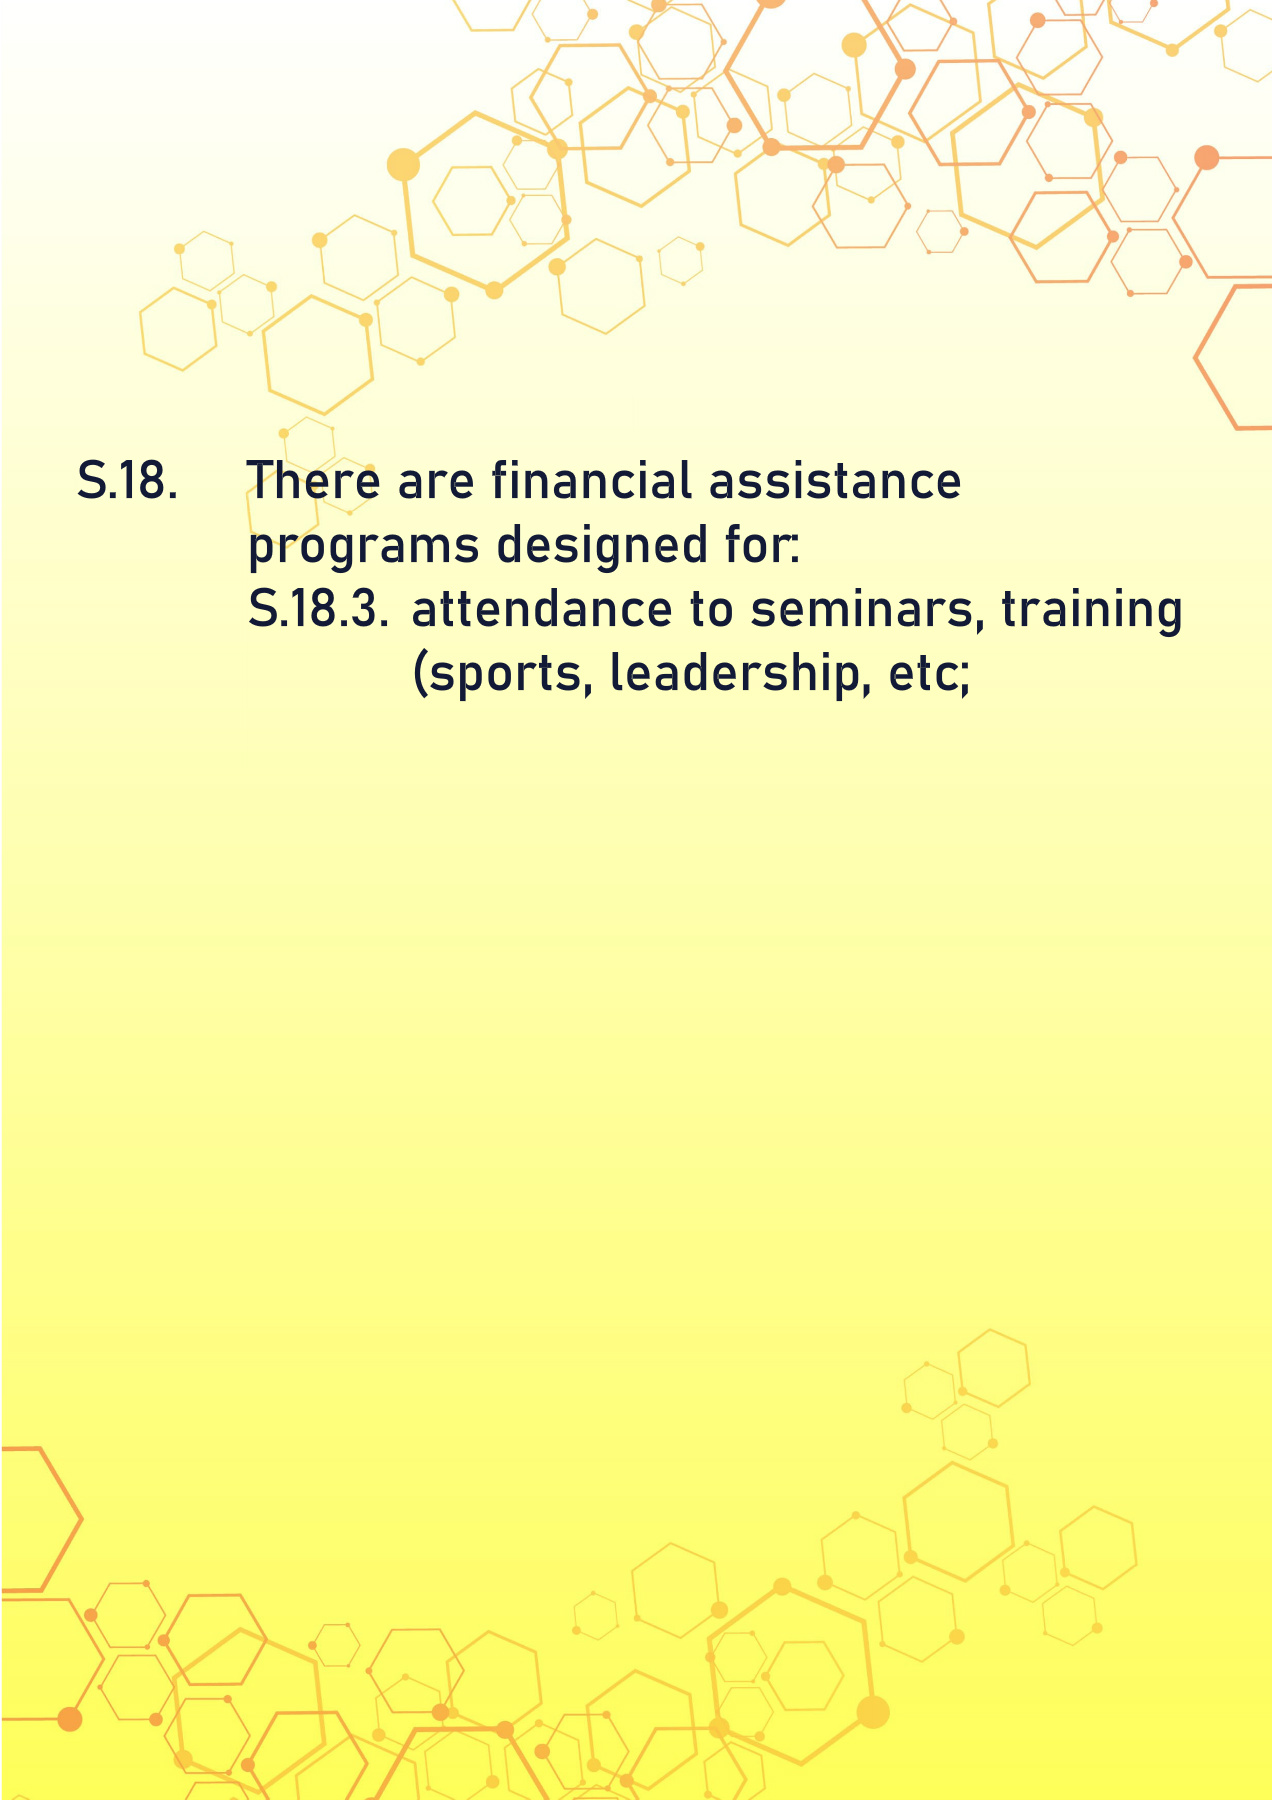 S.18. There are financial assistance
programs designed for:
S.18.3. attendance to seminars, training
(sports, leadership, etc;